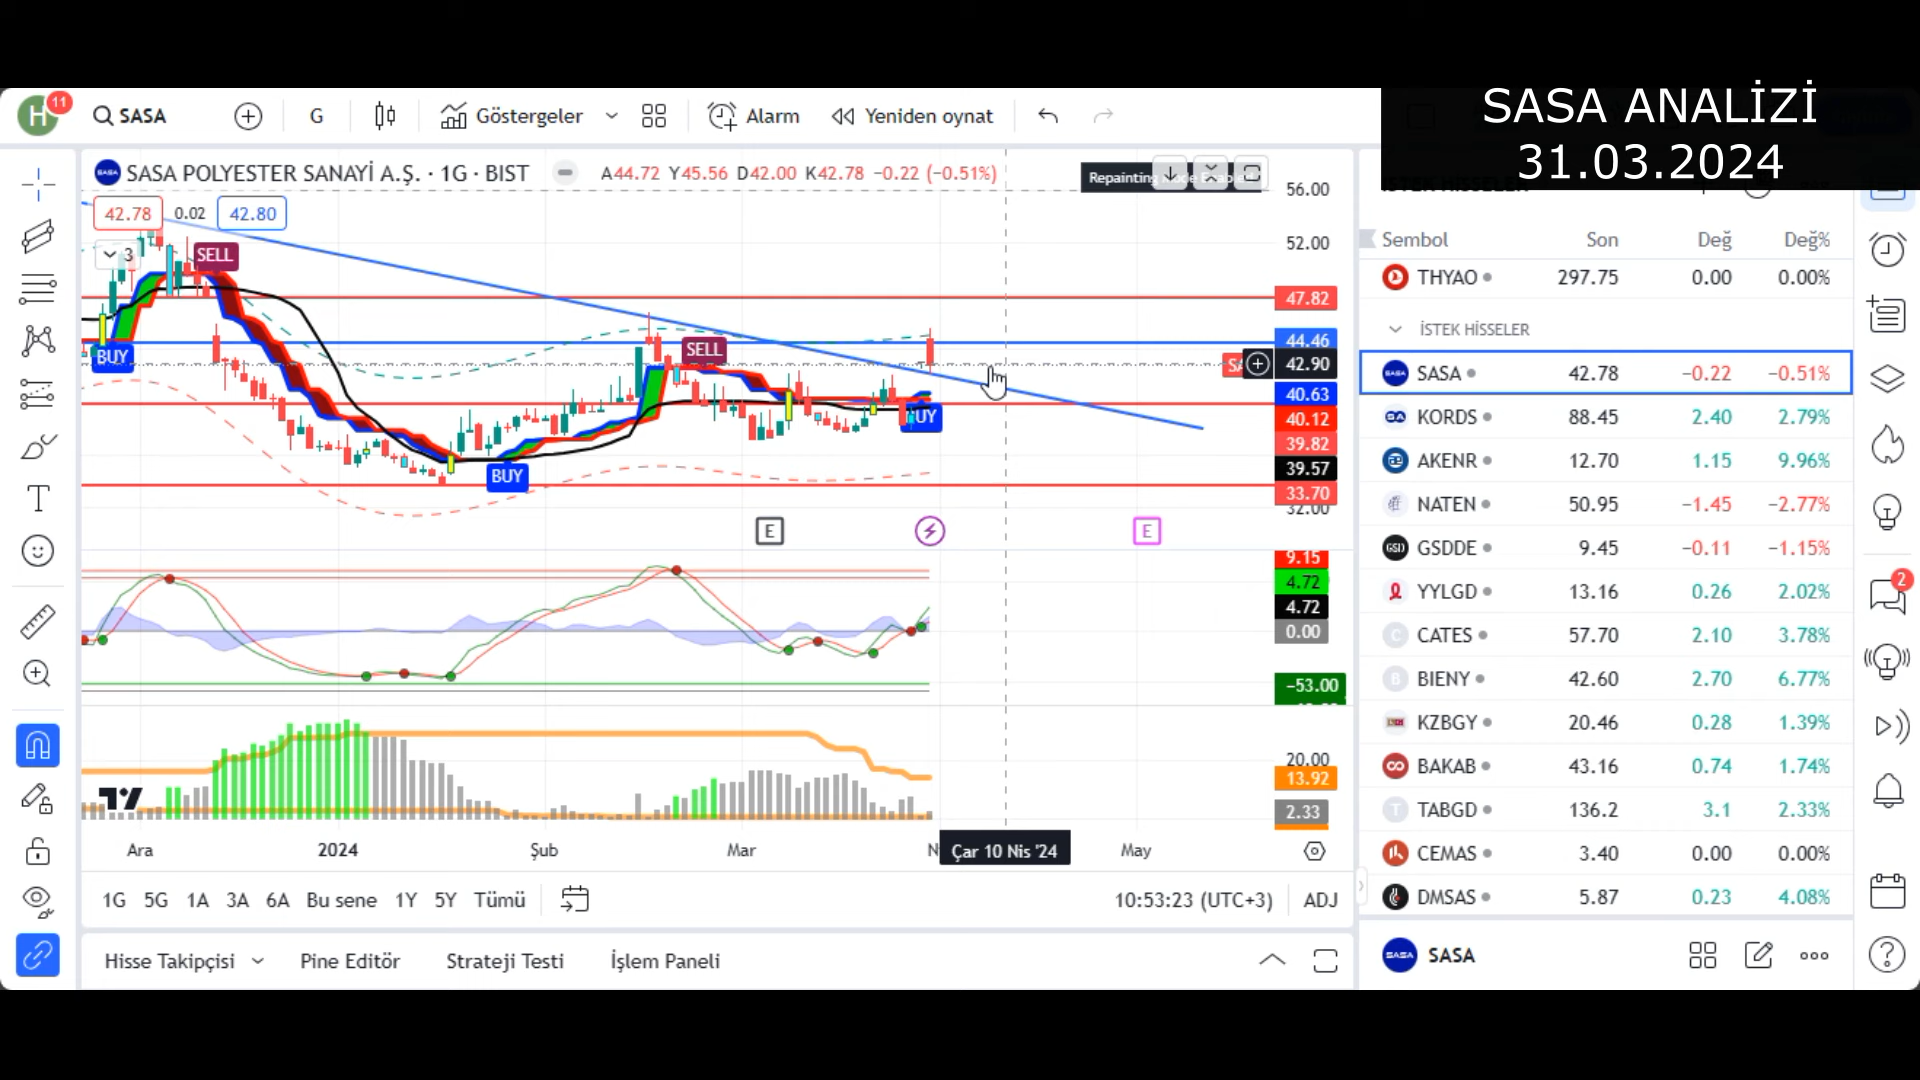 SASA ANALİZİ
31.03.2024
H
11
SASA
G
Göstergeler
Alarm
Yeniden oynat
SASA POLYESTER SANAYİ A.Ş. · 1G · BIST
A44.72 Y45.56 D42.00 K42.78 −0.22 (−0.51%)
Repainting
42.78
0.02
42.80
3
SELL
BUY
BUY
SELL
UY
E
E
56.00
52.00
47.82
44.46
42.90
40.63
40.12
39.82
39.57
33.70
32.00
9.15
4.72
4.72
0.00
−53.00
20.00
13.92
2.33
Ara
2024
Şub
Mar
Çar 10 Nis '24
May
1G
5G
1A
3A
6A
Bu sene
1Y
5Y
Tümü
10:53:23 (UTC+3)
ADJ
Hisse Takipçisi
Pine Editör
Strateji Testi
İşlem Paneli
Sembol Son Değ Değ%
THYAO 297.75 0.00 0.00%
İSTEK HİSSELER
SASA 42.78 −0.22 −0.51%
KORDS 88.45 2.40 2.79%
AKENR 12.70 1.15 9.96%
NATEN 50.95 −1.45 −2.77%
GSDDE 9.45 −0.11 −1.15%
YYLGD 13.16 0.26 2.02%
CATES 57.70 2.10 3.78%
BIENY 42.60 2.70 6.77%
KZBGY 20.46 0.28 1.39%
BAKAB 43.16 0.74 1.74%
TABGD 136.2 3.1 2.33%
CEMAS 3.40 0.00 0.00%
DMSAS 5.87 0.23 4.08%
SASA
2